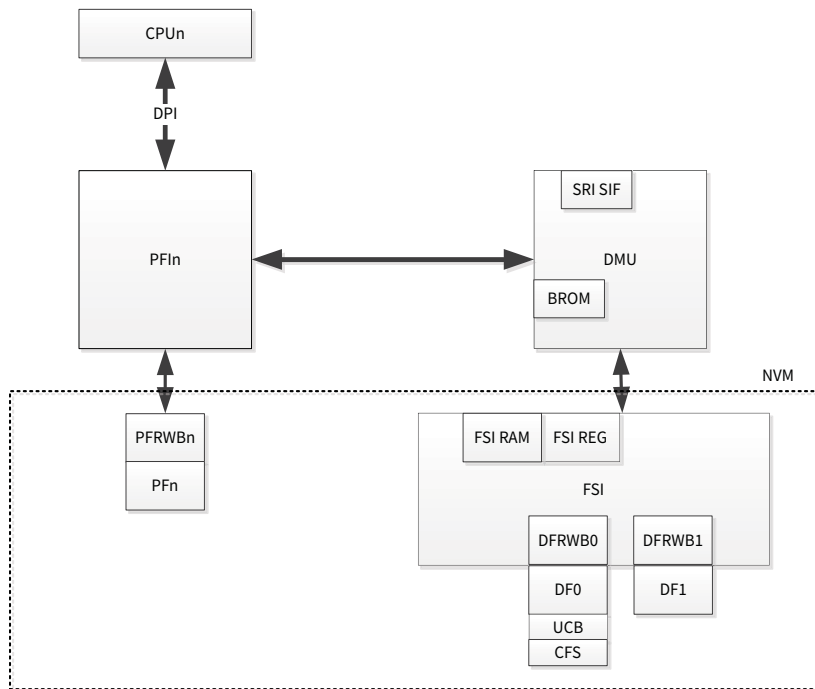 CPUn
DPI
SRI SIF
PFIn
DMU
BROM
NVM
PFRWBn
FSI RAM
FSI REG
PFn
FSI
DFRWB0
DFRWB1
DF0
DF1
UCB
CFS